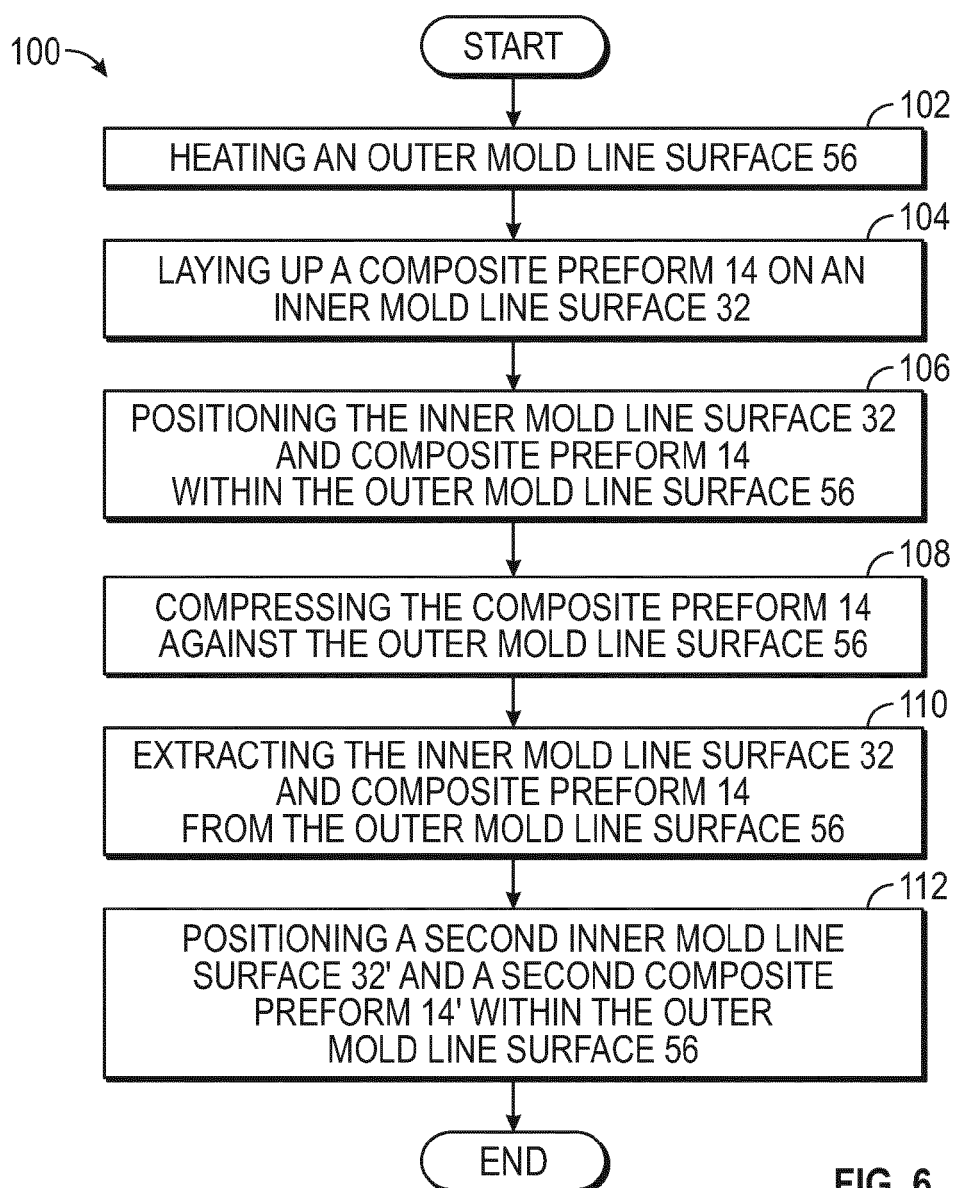 100
START
102
HEATING AN OUTER MOLD LINE SURFACE 56
104
LAYING UP A COMPOSITE PREFORM 14 ON AN
INNER MOLD LINE SURFACE 32
106
POSITIONING THE INNER MOLD LINE SURFACE 32
AND COMPOSITE PREFORM 14
WITHIN THE OUTER MOLD LINE SURFACE 56
108
COMPRESSING THE COMPOSITE PREFORM 14
AGAINST THE OUTER MOLD LINE SURFACE 56
110
EXTRACTING THE INNER MOLD LINE SURFACE 32
AND COMPOSITE PREFORM 14
FROM THE OUTER MOLD LINE SURFACE 56
112
POSITIONING A SECOND INNER MOLD LINE
SURFACE 32' AND A SECOND COMPOSITE
PREFORM 14' WITHIN THE OUTER
MOLD LINE SURFACE 56
END
FIG. 6